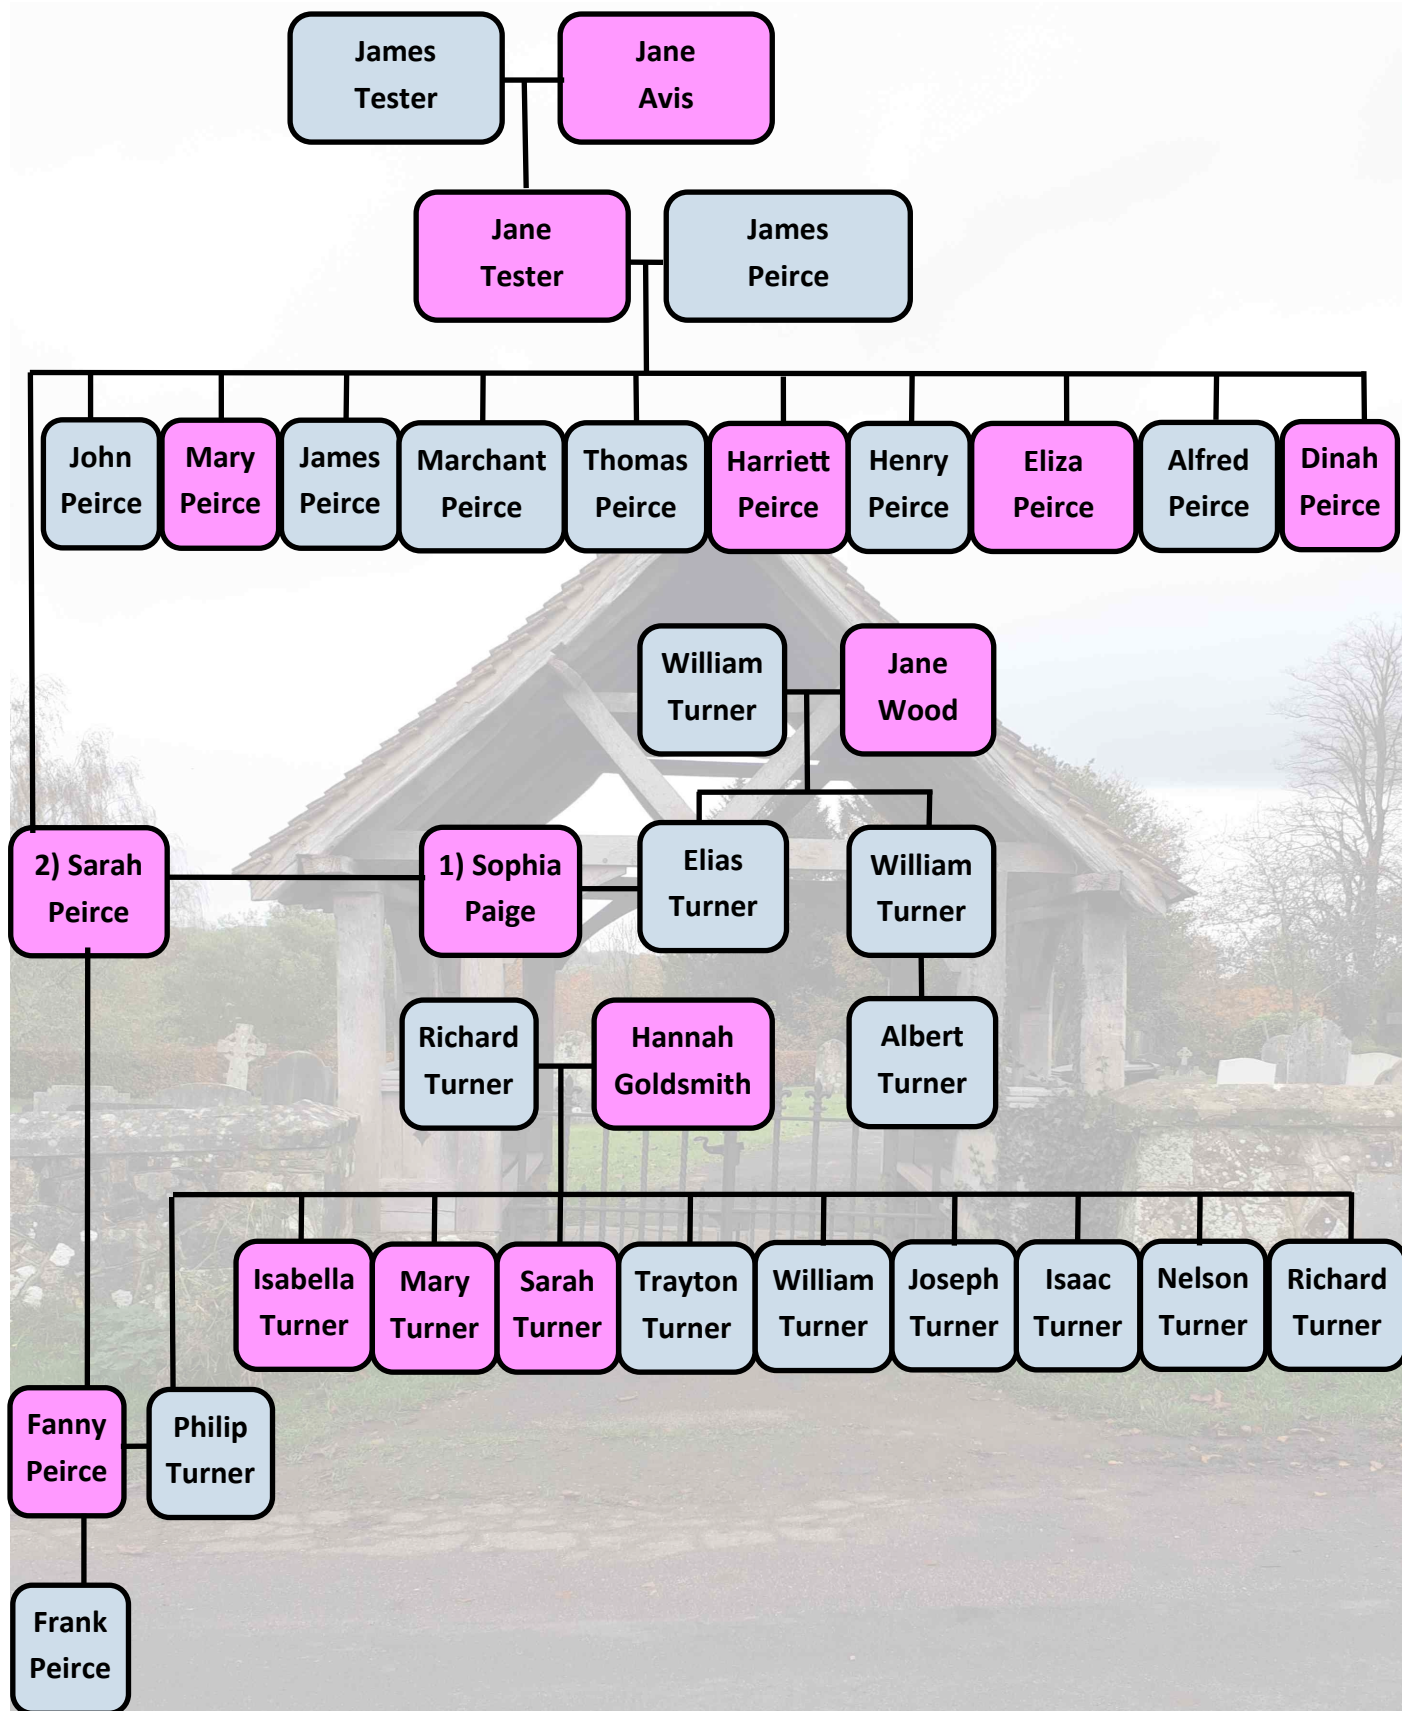 James
Tester
Jane
Avis
Jane
Tester
James
Peirce
John
Peirce
Mary
Peirce
James
Peirce
Marchant
Peirce
Thomas
Peirce
Harriett
Peirce
Henry
Peirce
Eliza
Peirce
Alfred
Peirce
Dinah
Peirce
William
Turner
Jane
Wood
2) Sarah
Peirce
1) Sophia
Paige
Elias
Turner
William
Turner
Richard
Turner
Hannah
Goldsmith
Albert
Turner
Isabella
Turner
Mary
Turner
Sarah
Turner
Trayton
Turner
William
Turner
Joseph
Turner
Isaac
Turner
Nelson
Turner
Richard
Turner
Fanny
Peirce
Philip
Turner
Frank
Peirce